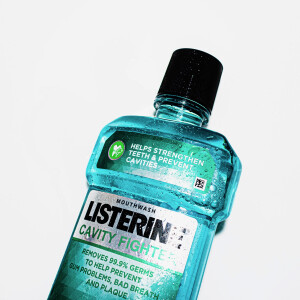 HELPS STRENGTHEN
TEETH & PREVENT
CAVITIES
MOUTHWASH
LISTERINE
CAVITY FIGHTER
REMOVES 99.9% GERMS
TO HELP PREVENT
GUM PROBLEMS, BAD BREATH
AND PLAQUE